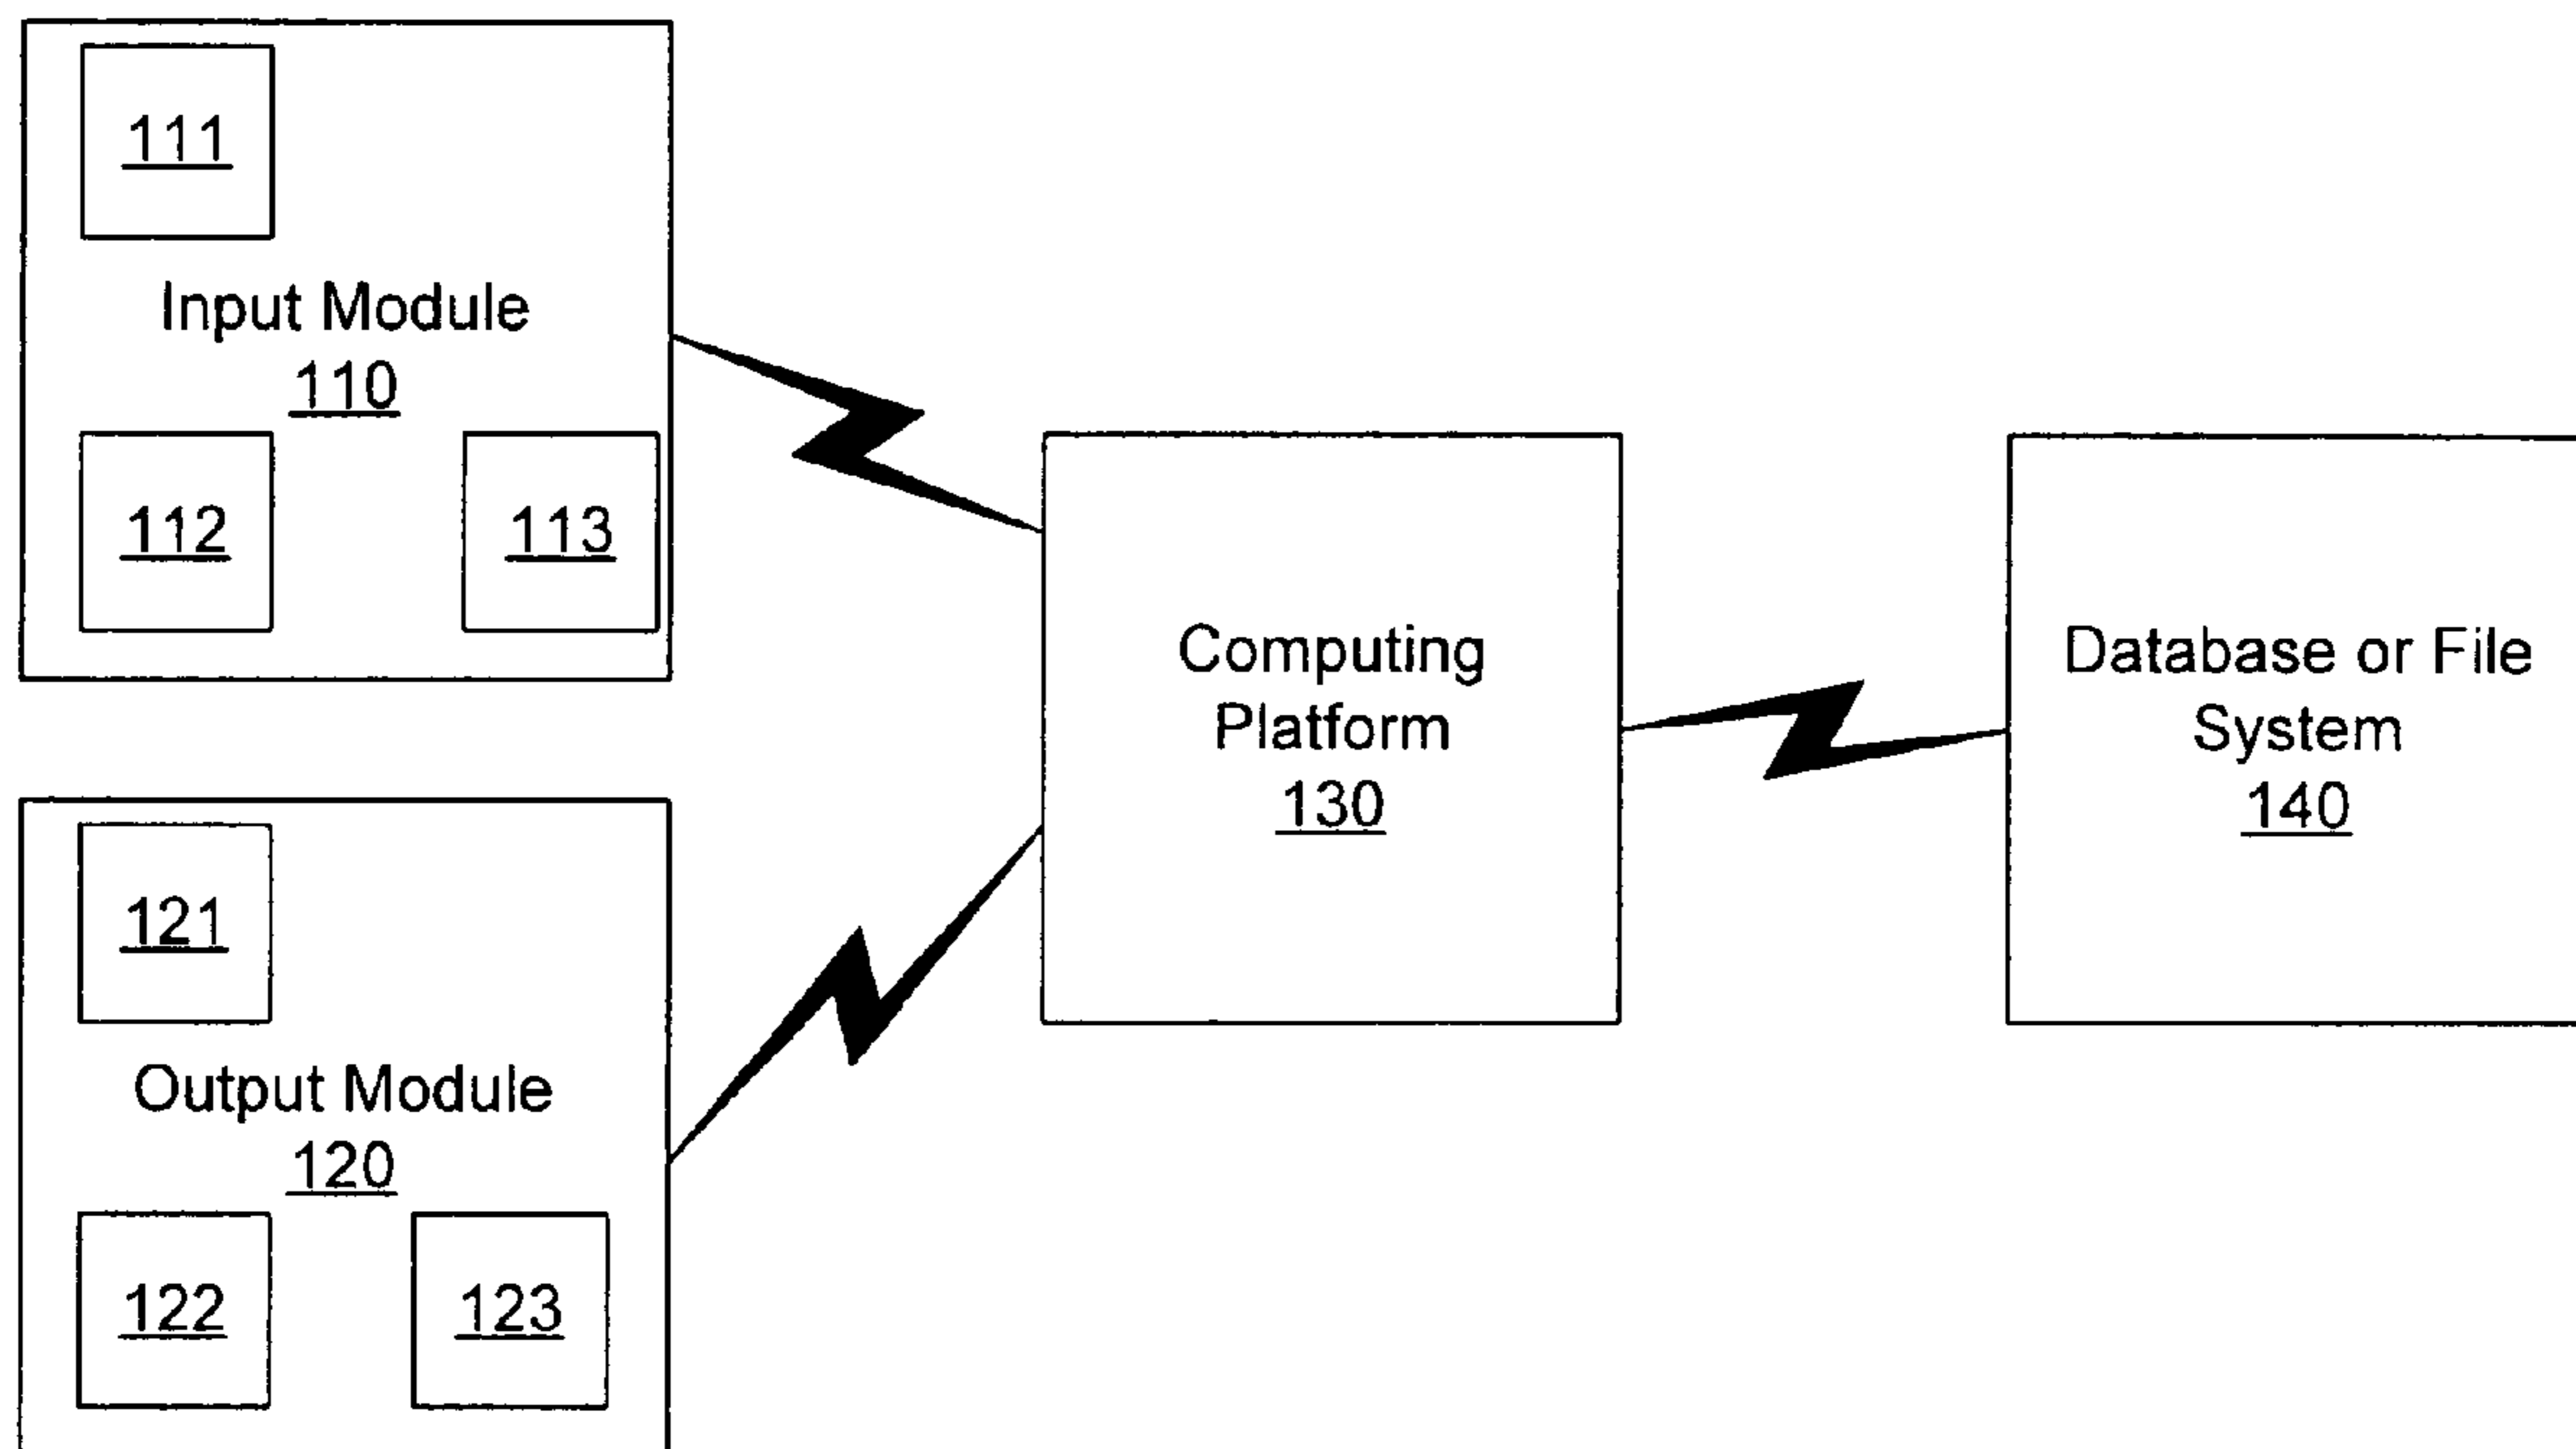 111
Input Module
110
112
113
121
Output Module
120
122
123
Computing
Platform
130
Database or File
System
140